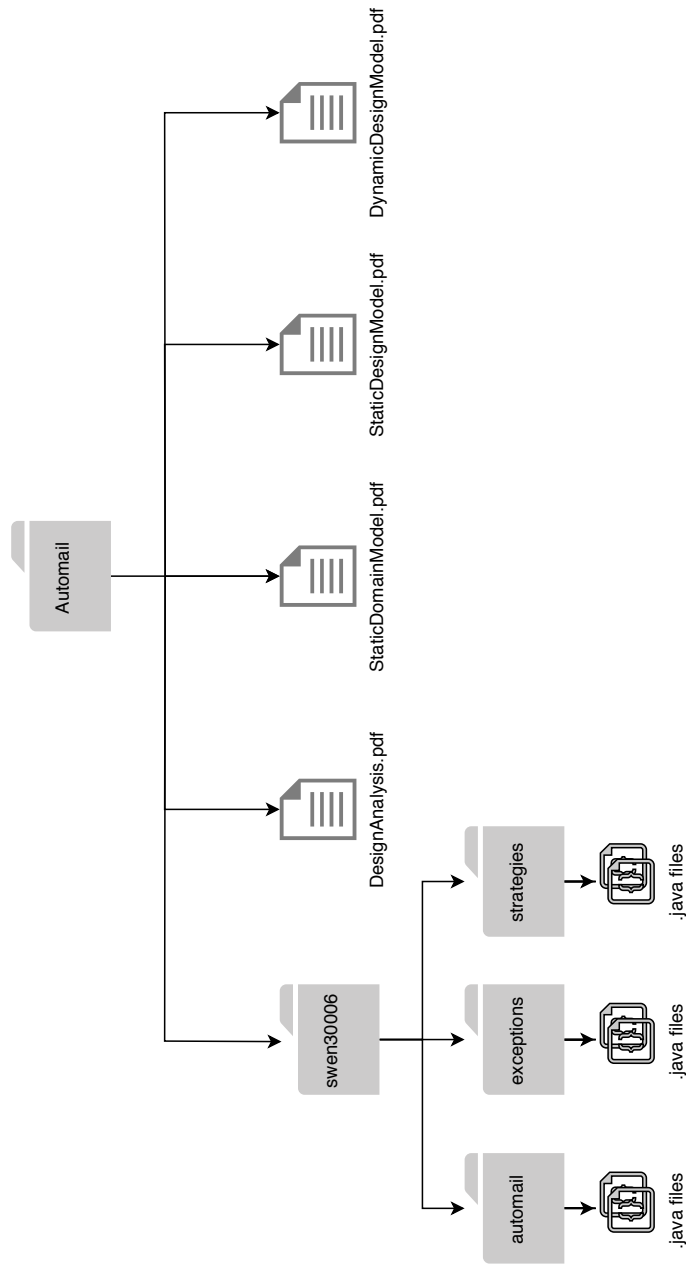 Automail
swen30006
DesignAnalysis.pdf
StaticDomainModel.pdf
StaticDesignModel.pdf
DynamicDesignModel.pdf
automail
exceptions
strategies
.java files
.java files
.java files